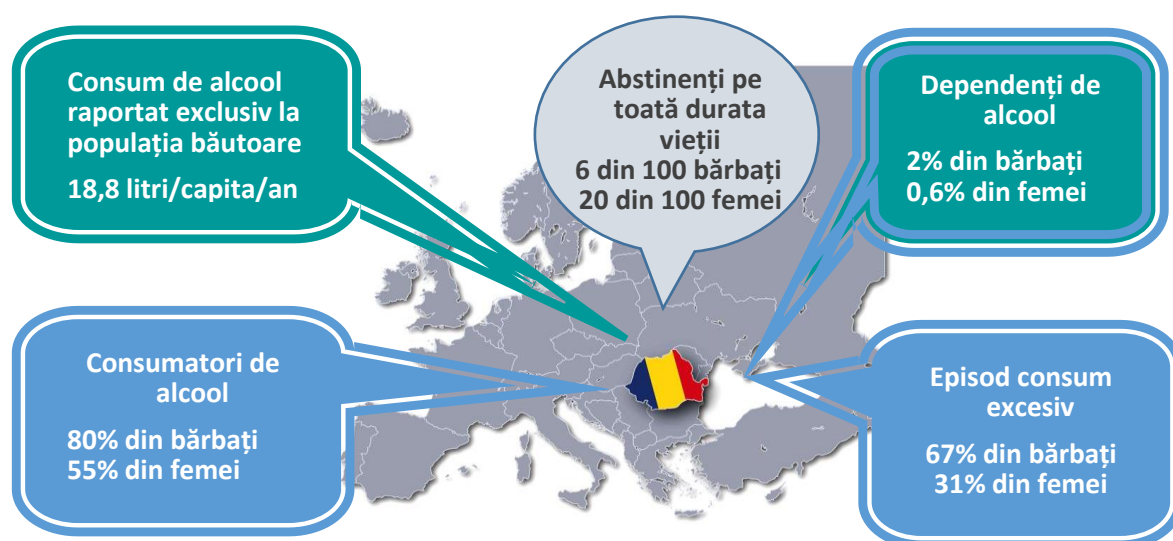 Consum de alcool
raportat exclusiv la
populația băutoare
18,8 litri/capita/an
Abstinenți pe
toată durata
vieții
6 din 100 bărbați
20 din 100 femei
Dependenți de
alcool
2% din bărbați
0,6% din femei
Consumatori de
alcool
80% din bărbați
55% din femei
Episod consum
excesiv
67% din bărbați
31% din femei